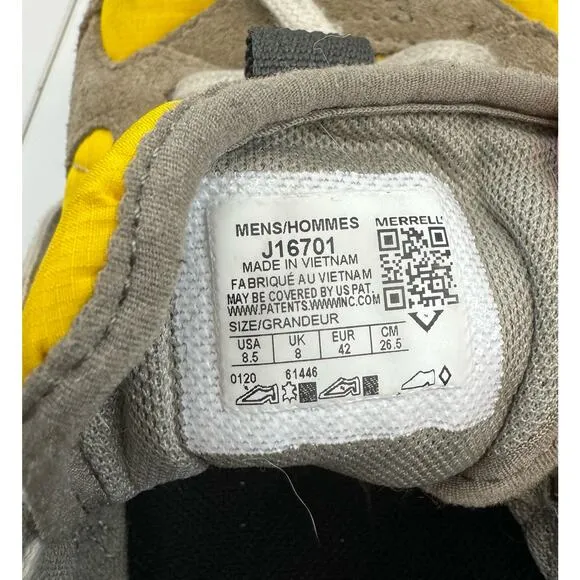 MENS/HOMMES MERRELL
J16701
MADE IN VIETNAM
FABRIQUÉ AU VIETNAM
MAY BE COVERED BY US PAT.
WWW.PATENTS.WWWINC.COM
SIZE/GRANDEUR
USA UK EUR CM
8.5 8 42 26.5
0120 61446